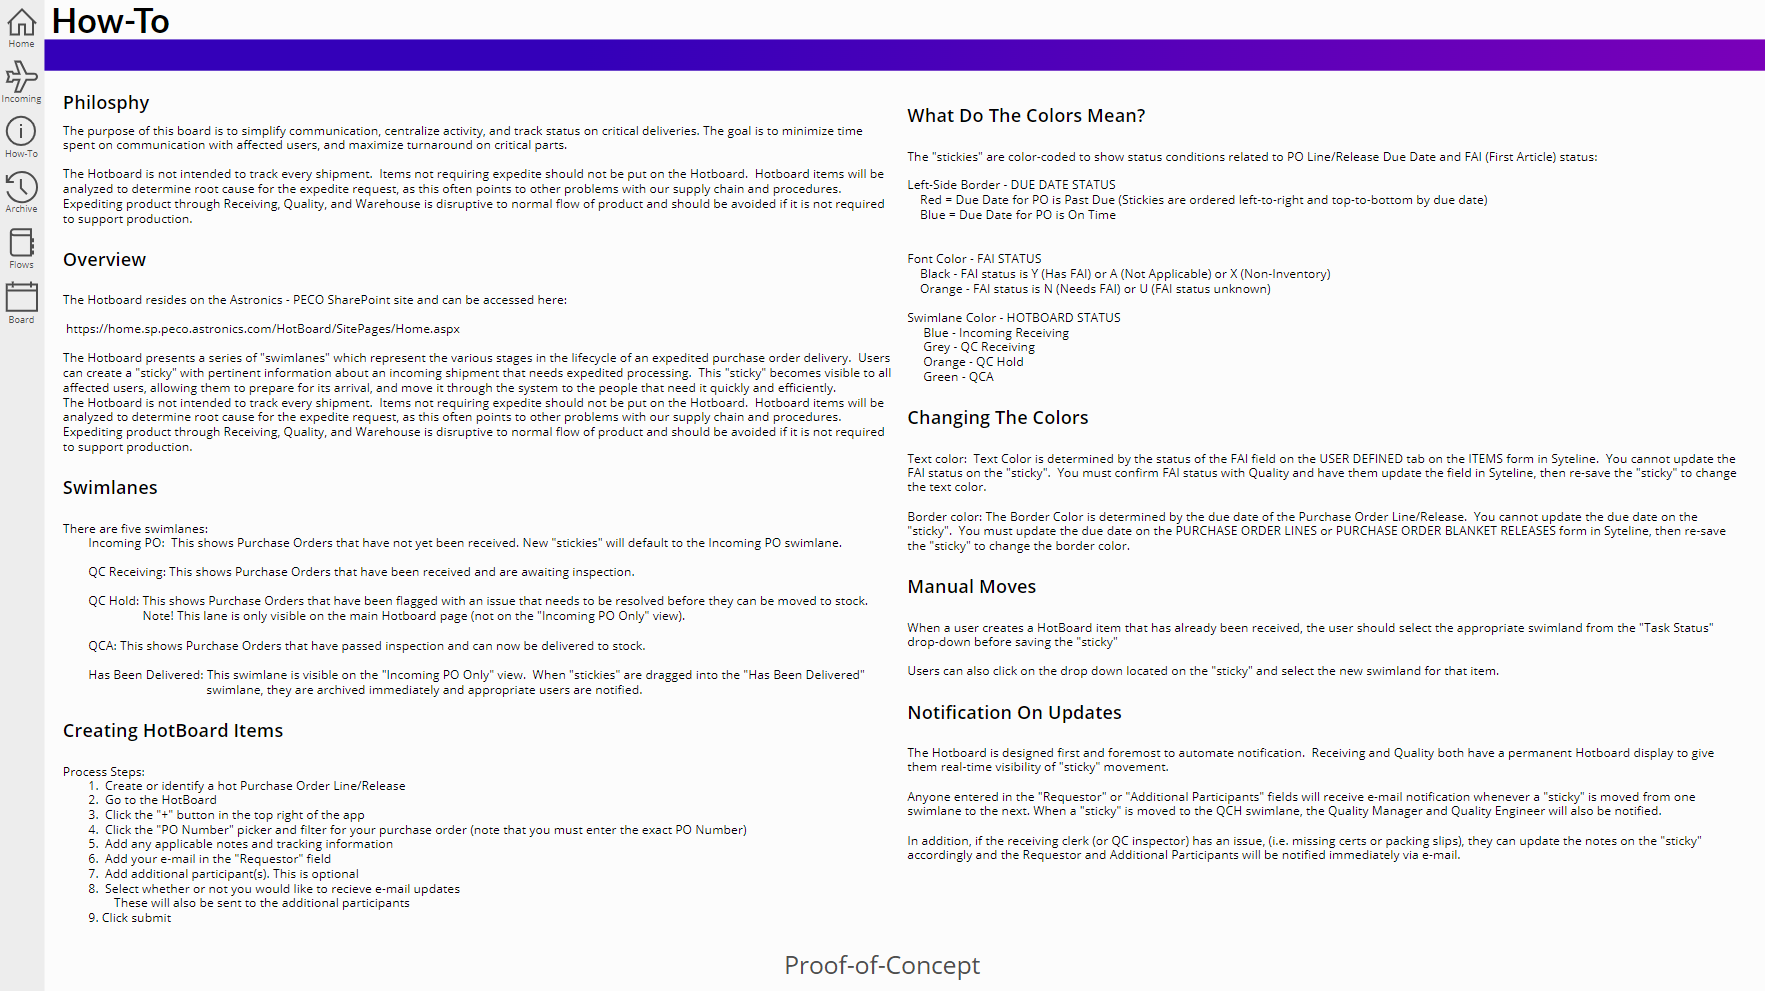 How-To
Home
Incoming
How-To
Archive
Flows
Board
Philosphy
The purpose of this board is to simplify communication, centralize activity, and track status on critical deliveries. The goal is to minimize time
spent on communication with affected users, and maximize turnaround on critical parts.
The Hotboard is not intended to track every shipment. Items not requiring expedite should not be put on the Hotboard. Hotboard items will be
analyzed to determine root cause for the expedite request, as this often points to other problems with our supply chain and procedures.
Expediting product through Receiving, Quality, and Warehouse is disruptive to normal flow of product and should be avoided if it is not required
to support production.
Overview
The Hotboard resides on the Astronics - PECO SharePoint site and can be accessed here:
https://home.sp.peco.astronics.com/HotBoard/SitePages/Home.aspx
The Hotboard presents a series of "swimlanes" which represent the various stages in the lifecycle of an expedited purchase order delivery. Users
can create a "sticky" with pertinent information about an incoming shipment that needs expedited processing. This "sticky" becomes visible to all
affected users, allowing them to prepare for its arrival, and move it through the system to the people that need it quickly and efficiently.
The Hotboard is not intended to track every shipment. Items not requiring expedite should not be put on the Hotboard. Hotboard items will be
analyzed to determine root cause for the expedite request, as this often points to other problems with our supply chain and procedures.
Expediting product through Receiving, Quality, and Warehouse is disruptive to normal flow of product and should be avoided if it is not required
to support production.
Swimlanes
There are five swimlanes:
Incoming PO: This shows Purchase Orders that have not yet been received. New "stickies" will default to the Incoming PO swimlane.
QC Receiving: This shows Purchase Orders that have been received and are awaiting inspection.
QC Hold: This shows Purchase Orders that have been flagged with an issue that needs to be resolved before they can be moved to stock.
Note! This lane is only visible on the main Hotboard page (not on the "Incoming PO Only" view).
QCA: This shows Purchase Orders that have passed inspection and can now be delivered to stock.
Has Been Delivered: This swimlane is visible on the "Incoming PO Only" view. When "stickies" are dragged into the "Has Been Delivered"
swimlane, they are archived immediately and appropriate users are notified.
Creating HotBoard Items
Process Steps:
1. Create or identify a hot Purchase Order Line/Release
2. Go to the HotBoard
3. Click the "+" button in the top right of the app
4. Click the "PO Number" picker and filter for your purchase order (note that you must enter the exact PO Number)
5. Add any applicable notes and tracking information
6. Add your e-mail in the "Requestor" field
7. Add additional participant(s). This is optional
8. Select whether or not you would like to recieve e-mail updates
These will also be sent to the additional participants
9. Click submit
What Do The Colors Mean?
The "stickies" are color-coded to show status conditions related to PO Line/Release Due Date and FAI (First Article) status:
Left-Side Border - DUE DATE STATUS
Red = Due Date for PO is Past Due (Stickies are ordered left-to-right and top-to-bottom by due date)
Blue = Due Date for PO is On Time
Font Color - FAI STATUS
Black - FAI status is Y (Has FAI) or A (Not Applicable) or X (Non-Inventory)
Orange - FAI status is N (Needs FAI) or U (FAI status unknown)
Swimlane Color - HOTBOARD STATUS
Blue - Incoming Receiving
Grey - QC Receiving
Orange - QC Hold
Green - QCA
Changing The Colors
Text color: Text Color is determined by the status of the FAI field on the USER DEFINED tab on the ITEMS form in Syteline. You cannot update the
FAI status on the "sticky". You must confirm FAI status with Quality and have them update the field in Syteline, then re-save the "sticky" to change
the text color.
Border color: The Border Color is determined by the due date of the Purchase Order Line/Release. You cannot update the due date on the
"sticky". You must update the due date on the PURCHASE ORDER LINES or PURCHASE ORDER BLANKET RELEASES form in Syteline, then re-save
the "sticky" to change the border color.
Manual Moves
When a user creates a HotBoard item that has already been received, the user should select the appropriate swimland from the "Task Status"
drop-down before saving the "sticky"
Users can also click on the drop down located on the "sticky" and select the new swimland for that item.
Notification On Updates
The Hotboard is designed first and foremost to automate notification. Receiving and Quality both have a permanent Hotboard display to give
them real-time visibility of "sticky" movement.
Anyone entered in the "Requestor" or "Additional Participants" fields will receive e-mail notification whenever a "sticky" is moved from one
swimlane to the next. When a "sticky" is moved to the QCH swimlane, the Quality Manager and Quality Engineer will also be notified.
In addition, if the receiving clerk (or QC inspector) has an issue, (i.e. missing certs or packing slips), they can update the notes on the "sticky"
accordingly and the Requestor and Additional Participants will be notified immediately via e-mail.
Proof-of-Concept